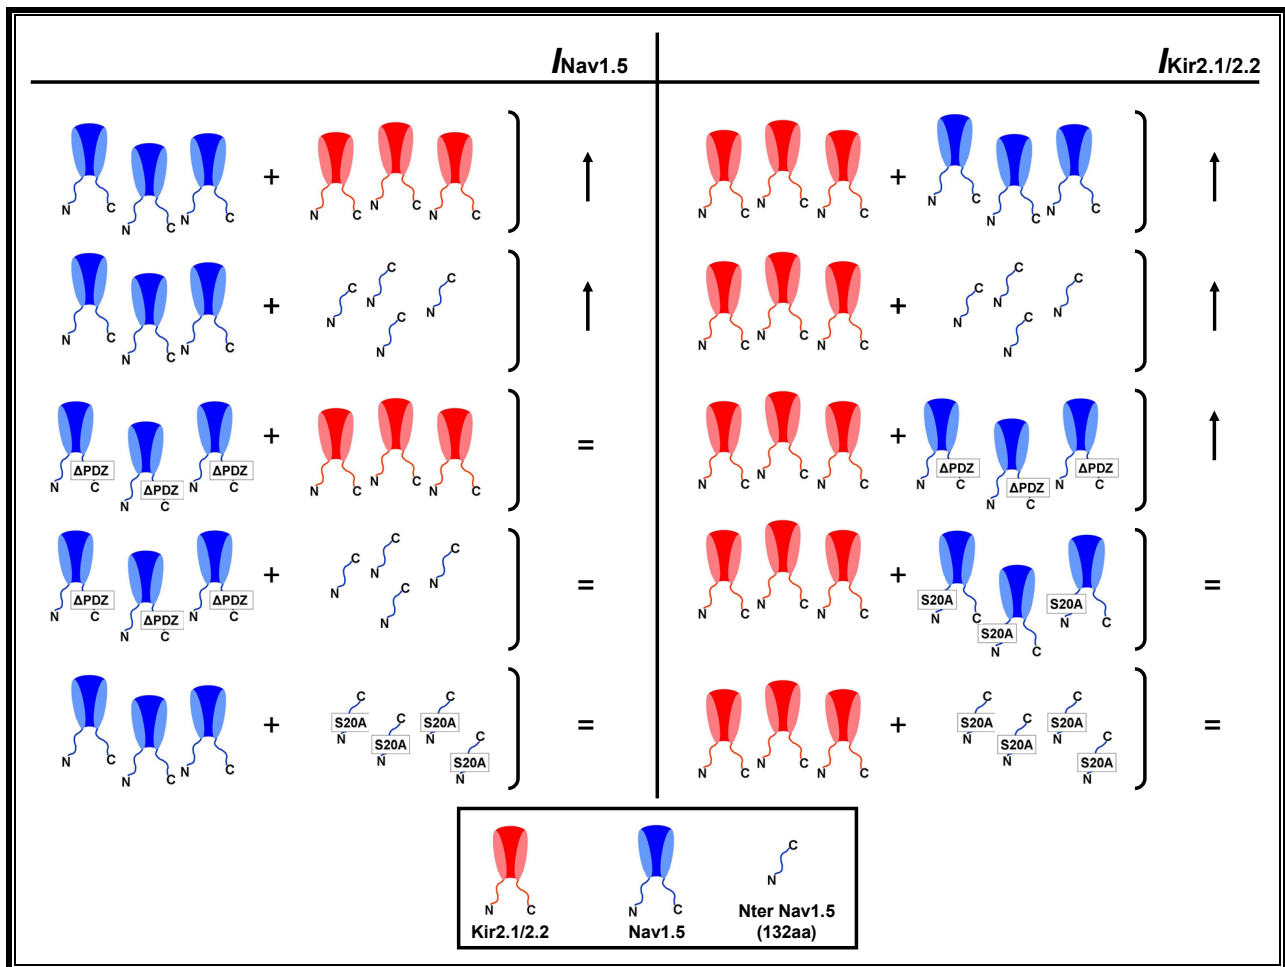 INav1.5 IKir2.1/2.2
N C N C N C + N C N C N C ↑
N C N C N C + N C N C N C ↑
N C N C N C + N C N C N C N C ↑
N C N C N C + N C N C N C N C ↑
ΔPDZ ΔPDZ ΔPDZ
N C N C N C + N C N C N C =
N C N C N C + ΔPDZ ΔPDZ ΔPDZ N C N C N C ↑
ΔPDZ ΔPDZ ΔPDZ
N C N C N C + N C N C N C N C =
N C N C N C + S20A S20A S20A N C N C N C =
N C N C N C + S20A S20A S20A S20A N C N C N C N C =
N C N C N C + S20A S20A S20A S20A N C N C N C N C =
N C N C N C
Kir2.1/2.2 Nav1.5 Nter Nav1.5
(132aa)